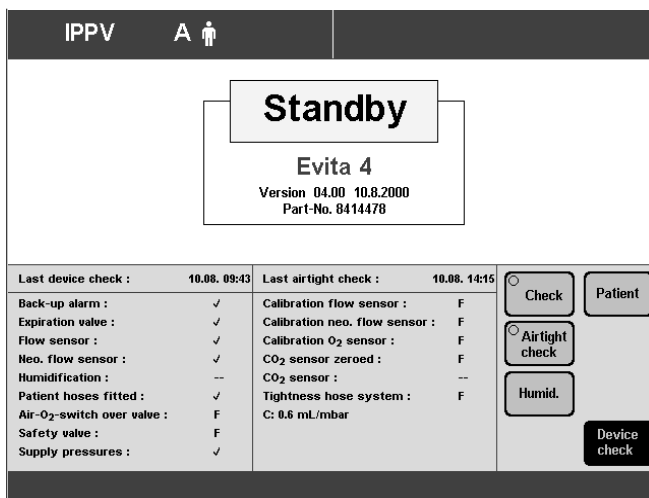 IPPV A
Standby
Evita 4
Version 04.00 10.8.2000
Part-No. 8414478
Last device check : 10.08. 09:43
Back-up alarm : ✓
Expiration valve : ✓
Flow sensor : ✓
Neo. flow sensor : ✓
Humidification : --
Patient hoses fitted : ✓
Air-O₂-switch over valve : F
Safety valve : F
Supply pressures : ✓
Last airtight check : 10.08. 14:15
Calibration flow sensor : F
Calibration neo. flow sensor : F
Calibration O₂ sensor : F
CO₂ sensor zeroed : F
CO₂ sensor : --
Tightness hose system : F
C: 0.6 mL/mbar
Check
Patient
Airtight
check
Humid.
Device
check